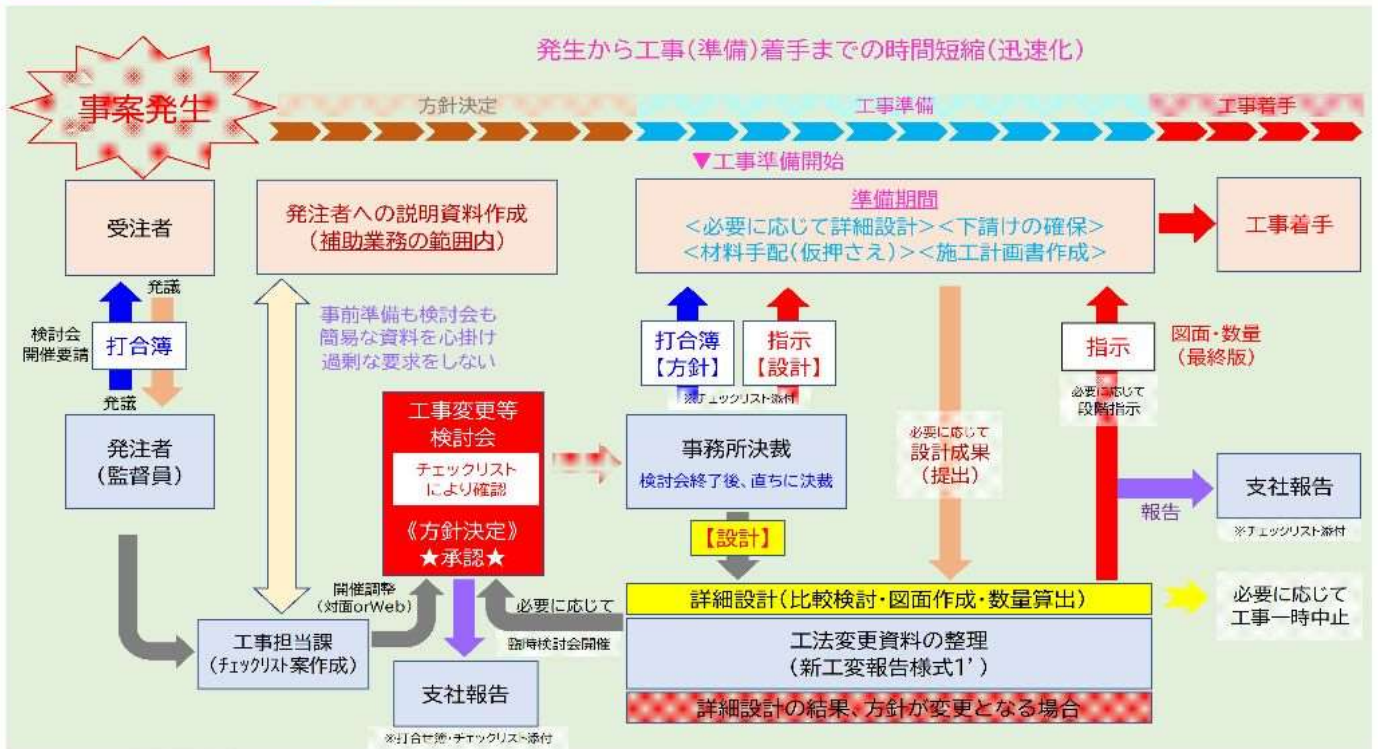 発生から工事(準備)着手までの時間短縮(迅速化)
事案発生
方針決定
工事準備
工事着手
▼工事準備開始
受注者
発注者への説明資料作成
(補助業務の範囲内)
準備期間
<必要に応じて詳細設計><下請けの確保>
<材料手配(仮押さえ)><施工計画書作成>
工事着手
発議
検討会
開催要請
打合簿
発議
事前準備も検討会も
簡易な資料を心掛け
過剰な要求をしない
打合簿
【方針】
指示
【設計】
※チェックリスト添付
指示
図面・数量
(最終版)
必要に応じて
段階指示
発注者
(監督員)
工事変更等
検討会
チェックリスト
により確認
《方針決定》
★承認★
事務所決裁
検討会終了後、直ちに決裁
必要に応じて
設計成果
(提出)
報告
支社報告
※チェックリスト添付
【設計】
開催調整
(対面orWeb)
必要に応じて
臨時検討会開催
詳細設計(比較検討・図面作成・数量算出)
必要に応じて
工事一時中止
工事担当課
(チェックリスト案作成)
工法変更資料の整理
(新工変報告様式1’)
支社報告
※打合せ簿・チェックリスト添付
詳細設計の結果、方針が変更となる場合